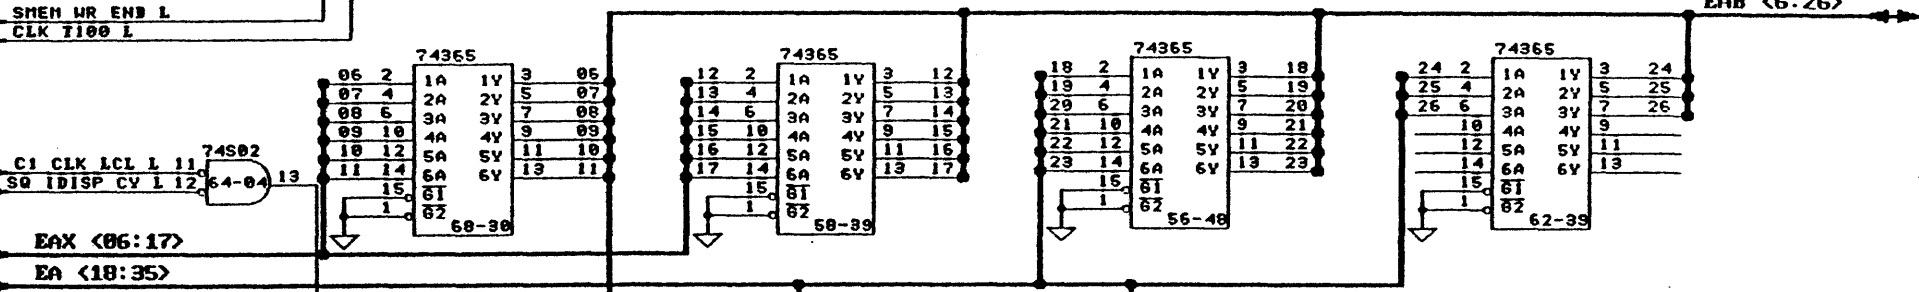 SMEM WR END L
CLK T100 L
EAB <6:26>
74365 74365 74365 74365
06 2 1A 1Y 3 06 12 2 1A 1Y 3 12 18 2 1A 1Y 3 18 24 2 1A 1Y 3 24
07 4 2A 2Y 5 07 13 4 2A 2Y 5 13 19 4 2A 2Y 5 19 25 4 2A 2Y 5 25
08 6 3A 3Y 7 08 14 6 3A 3Y 7 14 20 6 3A 3Y 7 20 26 6 3A 3Y 7 26
09 10 4A 4Y 9 09 15 10 4A 4Y 9 15 21 10 4A 4Y 9 21 10 4A 4Y 9
74S02 10 12 5A 5Y 11 10 16 12 5A 5Y 11 16 22 12 5A 5Y 11 22 12 5A 5Y 11
C1 CLK LCL L 11 11 14 6A 6Y 13 11 17 14 6A 6Y 13 17 23 14 6A 6Y 13 23 14 6A 6Y 13
SQ IDISP CY L 12 64-04 13 15 G1 15 G1 15 G1 15 G1
1 G2 1 G2 1 G2 1 G2
60-30 50-39 56-40 62-39
EAX <06:17>
EA <18:35>